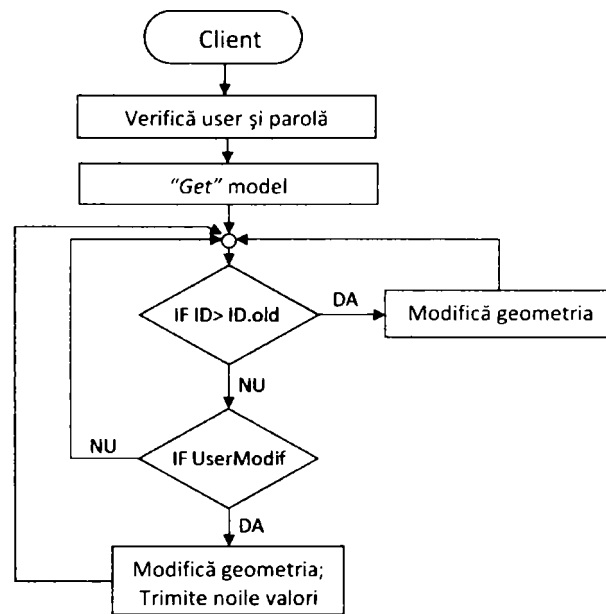 Client
Verifică user și parolă
“Get” model
IF ID> ID.old
DA
Modifică geometria
NU
NU
IF UserModif
DA
Modifică geometria;
Trimite noile valori